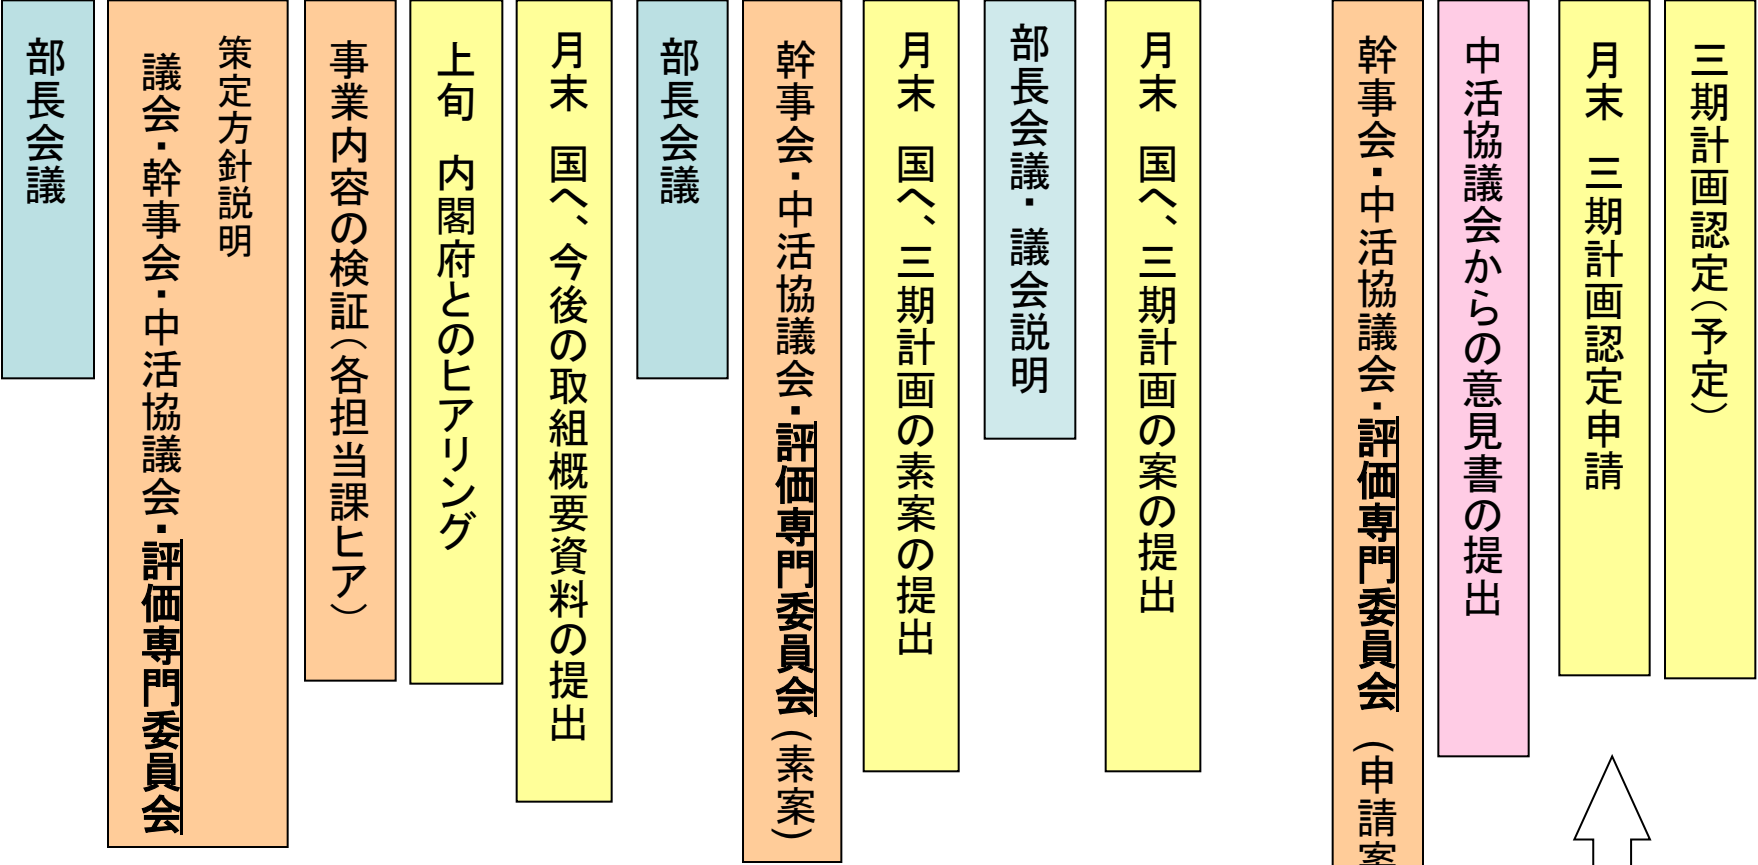 部長会議
策定方針説明
議会・幹事会・中活協議会・評価専門委員会
事業内容の検証（各担当課ヒア）
上旬　内閣府とのヒアリング
月末　国へ、今後の取組概要資料の提出
部長会議
幹事会・中活協議会・評価専門委員会（素案）
月末　国へ、三期計画の素案の提出
部長会議・議会説明
月末　国へ、三期計画の案の提出
幹事会・中活協議会・評価専門委員会（申請案
中活協議会からの意見書の提出
月末　三期計画認定申請
三期計画認定（予定）